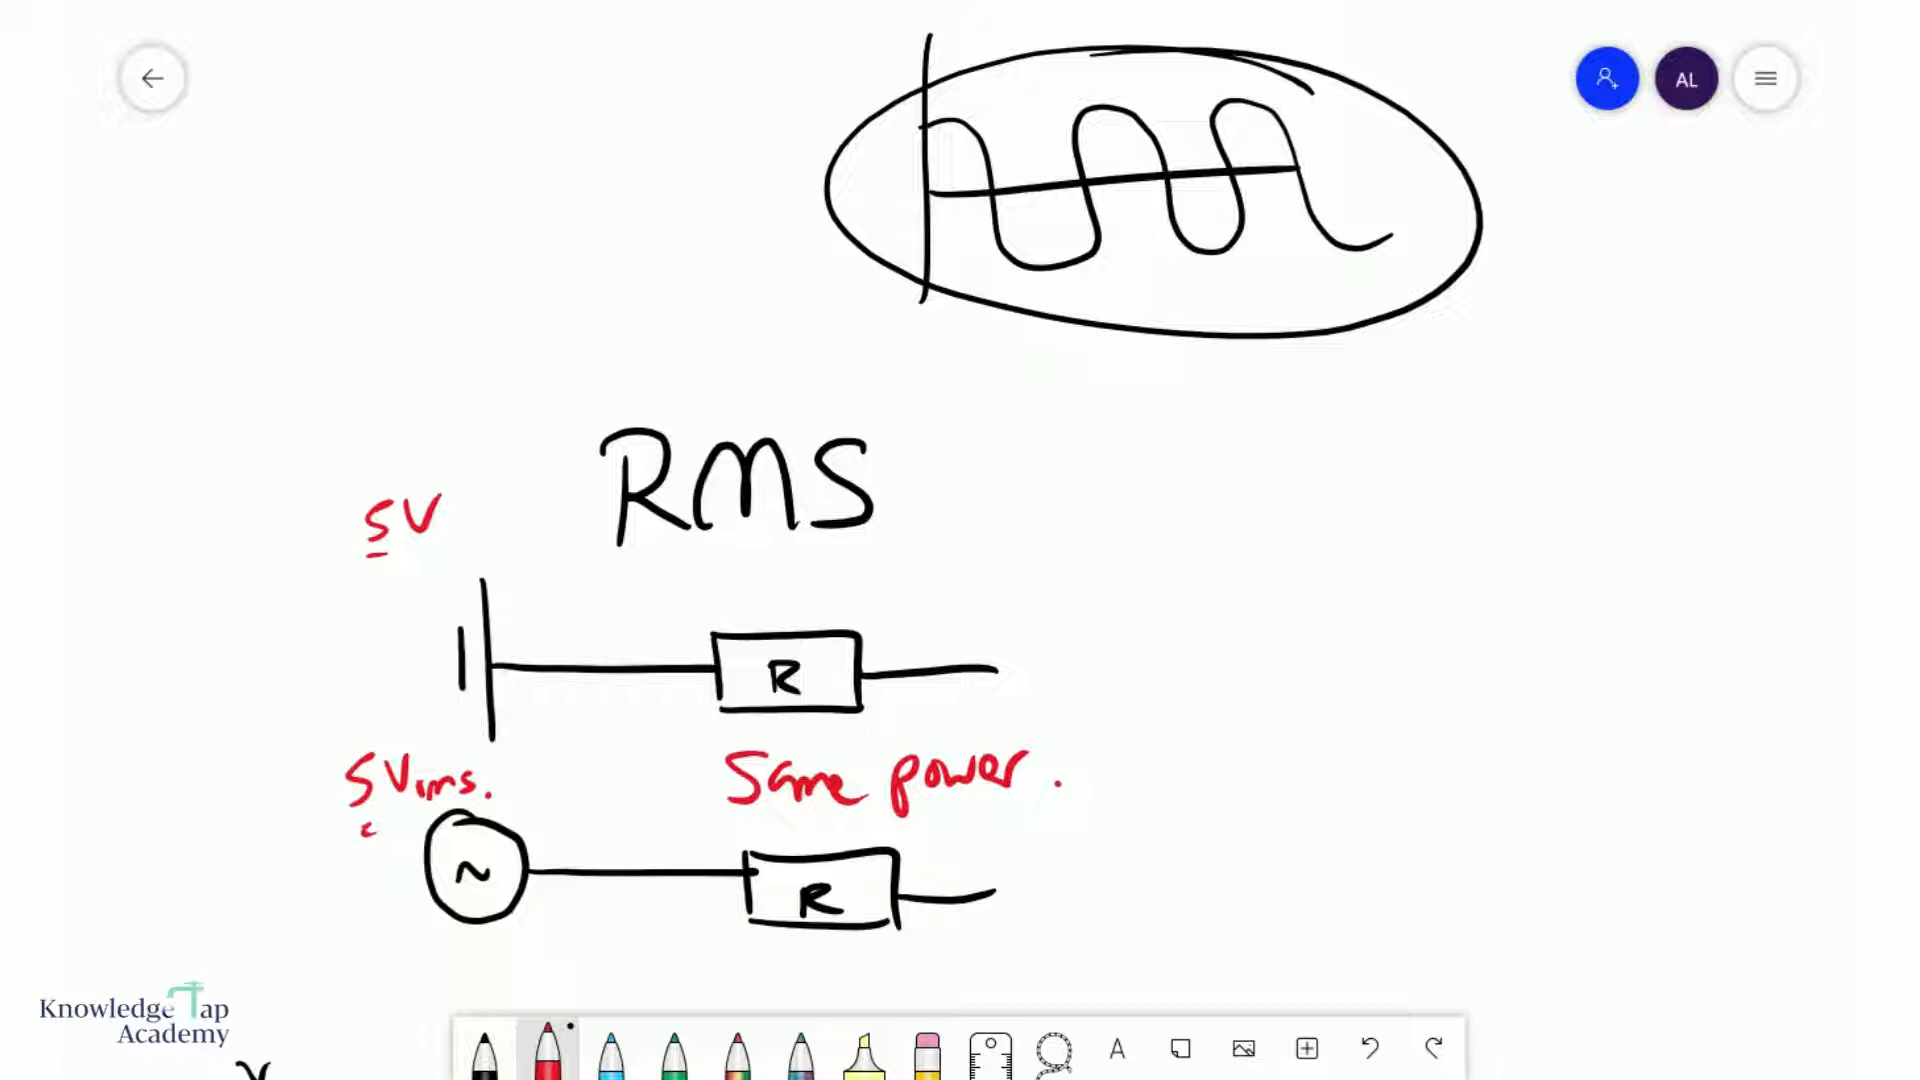 AL
RMS
5V
R
5Vrms.
Same power.
~
R
Knowledge Tap
Academy
A